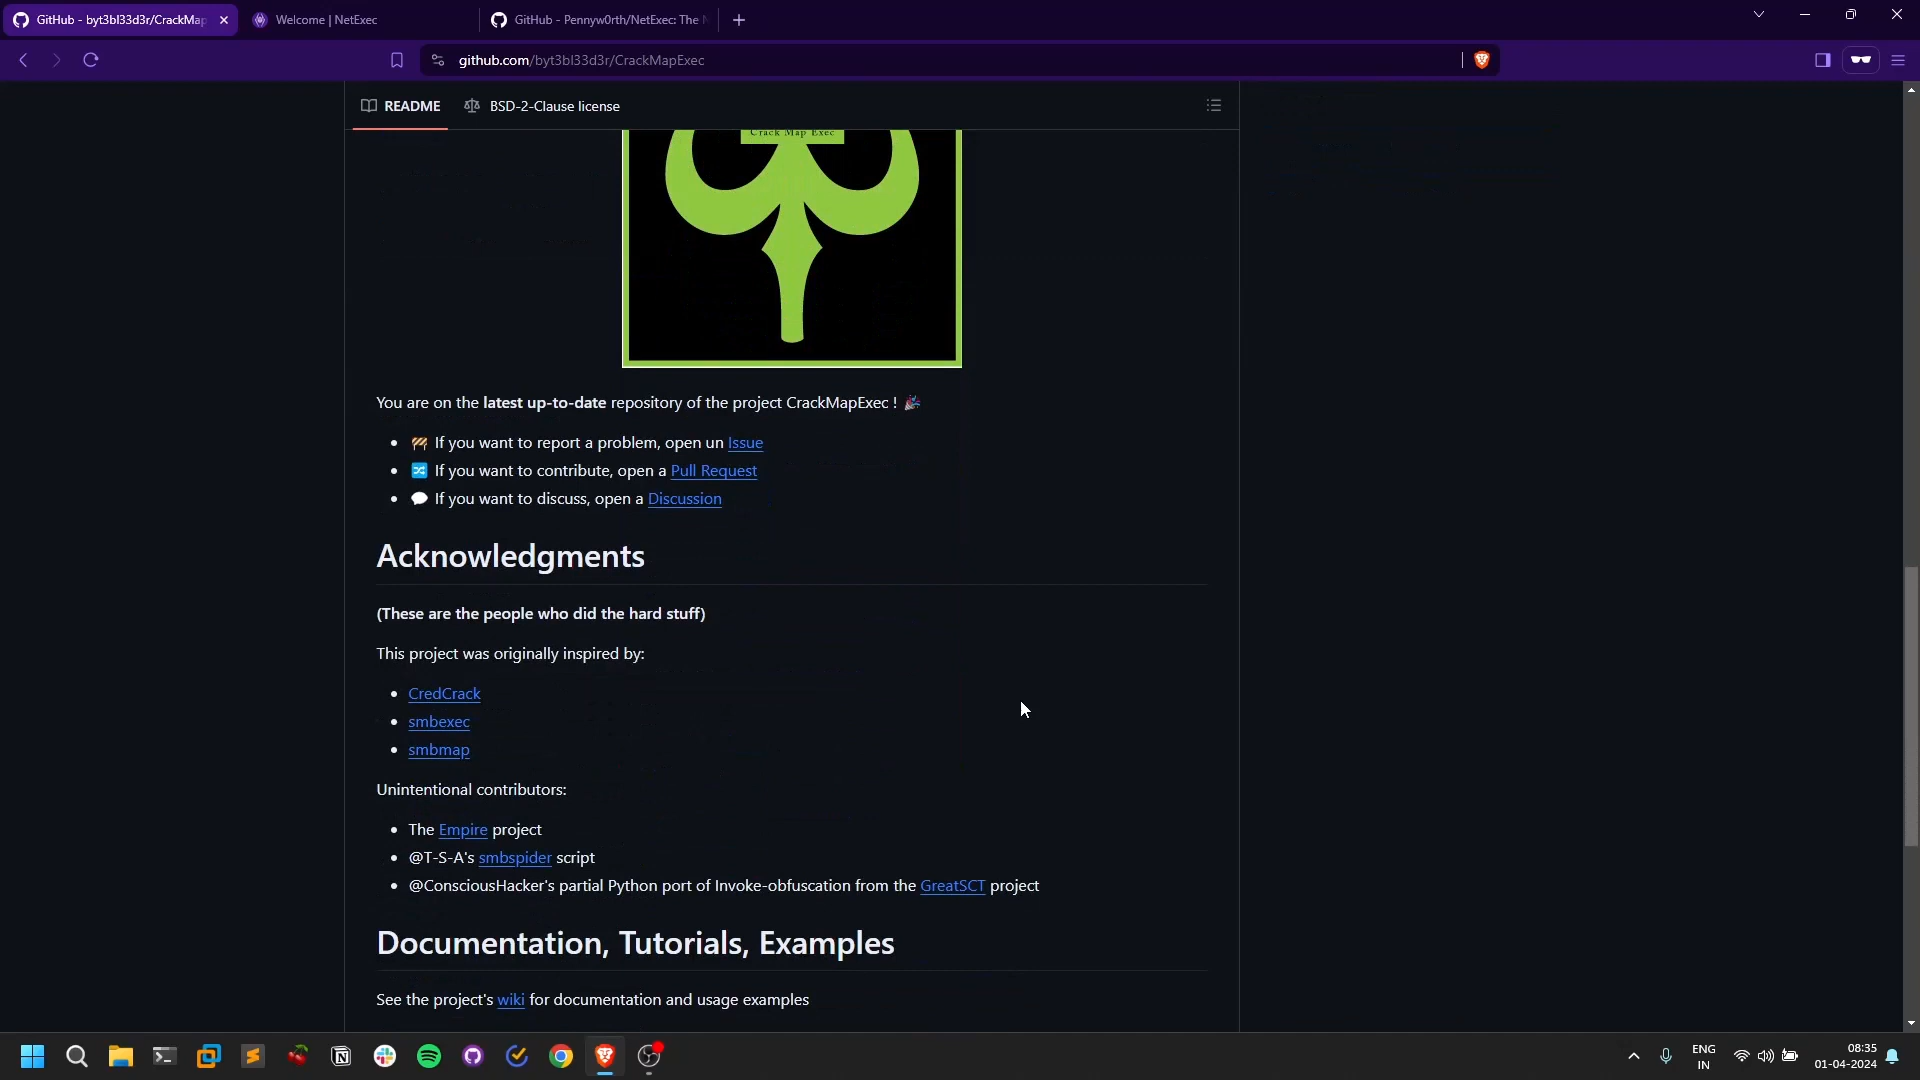 GitHub - byt3bl33d3r/CrackMap
Welcome | NetExec
GitHub - Pennyw0rth/NetExec: The N
github.com/byt3bl33d3r/CrackMapExec
README
BSD-2-Clause license
Crack Map Exec
You are on the latest up-to-date repository of the project CrackMapExec ! 🎉
• 🚧 If you want to report a problem, open un Issue
• 🔀 If you want to contribute, open a Pull Request
• 💬 If you want to discuss, open a Discussion
Acknowledgments
(These are the people who did the hard stuff)
This project was originally inspired by:
• CredCrack
• smbexec
• smbmap
Unintentional contributors:
• The Empire project
• @T-S-A's smbspider script
• @ConsciousHacker's partial Python port of Invoke-obfuscation from the GreatSCT project
Documentation, Tutorials, Examples
See the project's wiki for documentation and usage examples
ENG
IN
08:35
01-04-2024